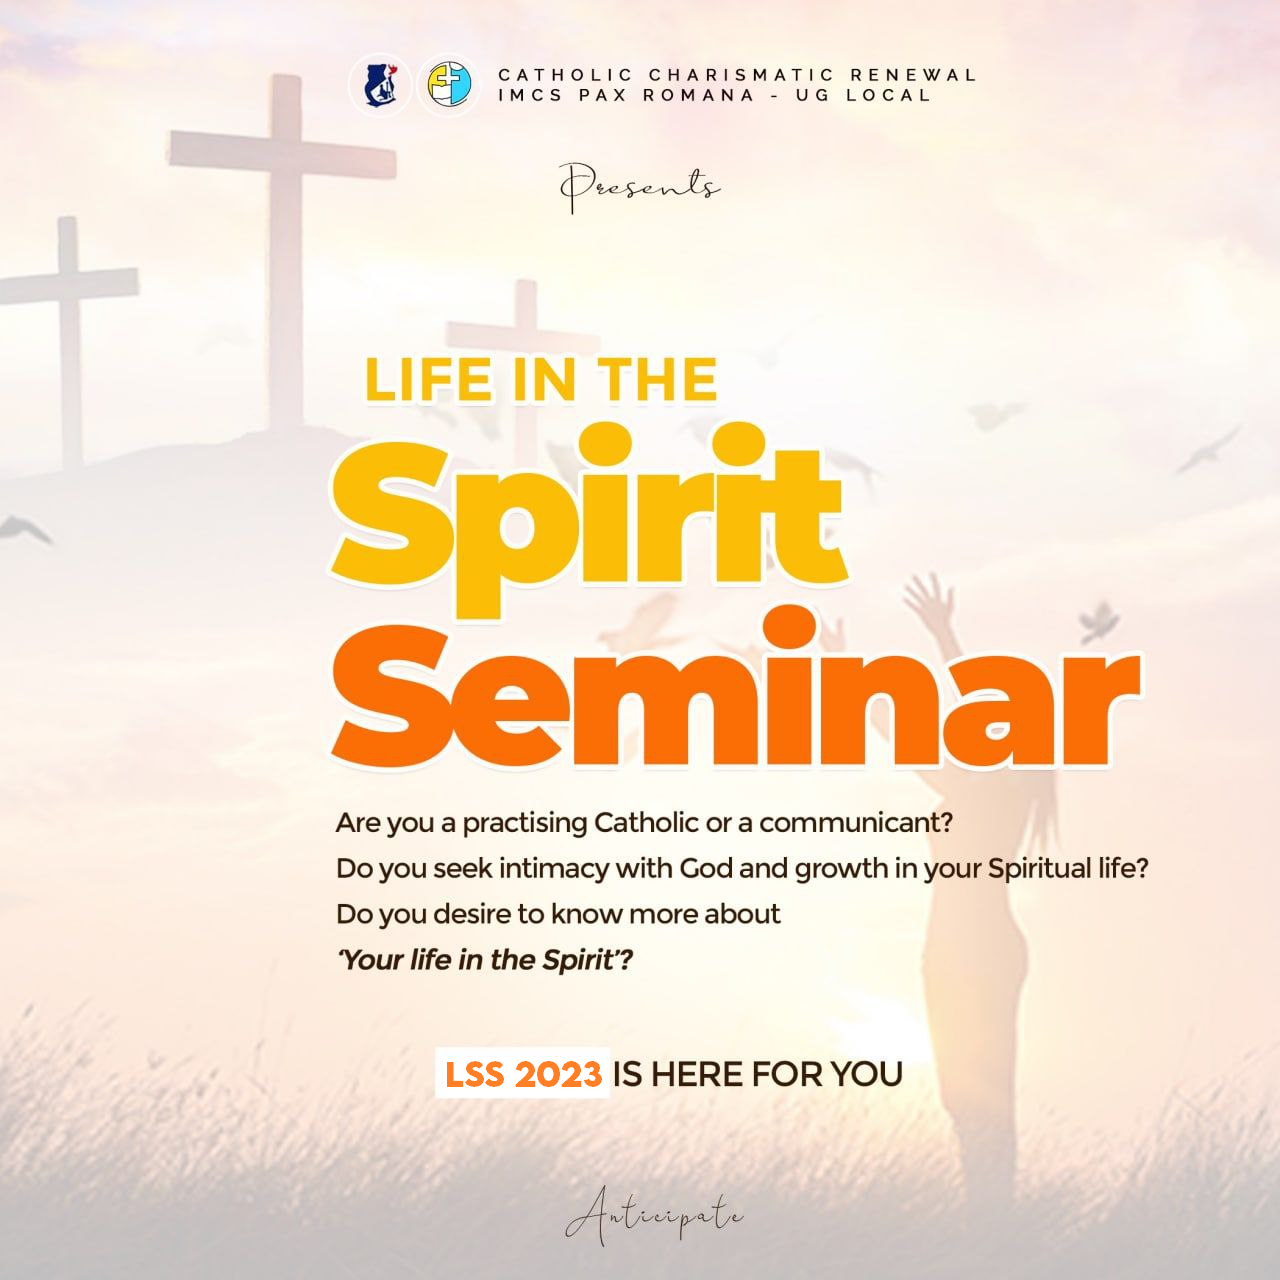 CATHOLIC CHARISMATIC RENEWAL
IMCS PAX ROMANA - UG LOCAL
Presents
LIFE IN THE
Spirit
Seminar
Are you a practising Catholic or a communicant?
Do you seek intimacy with God and growth in your Spiritual life?
Do you desire to know more about
‘Your life in the Spirit’?
LSS 2023 IS HERE FOR YOU
Anticipate